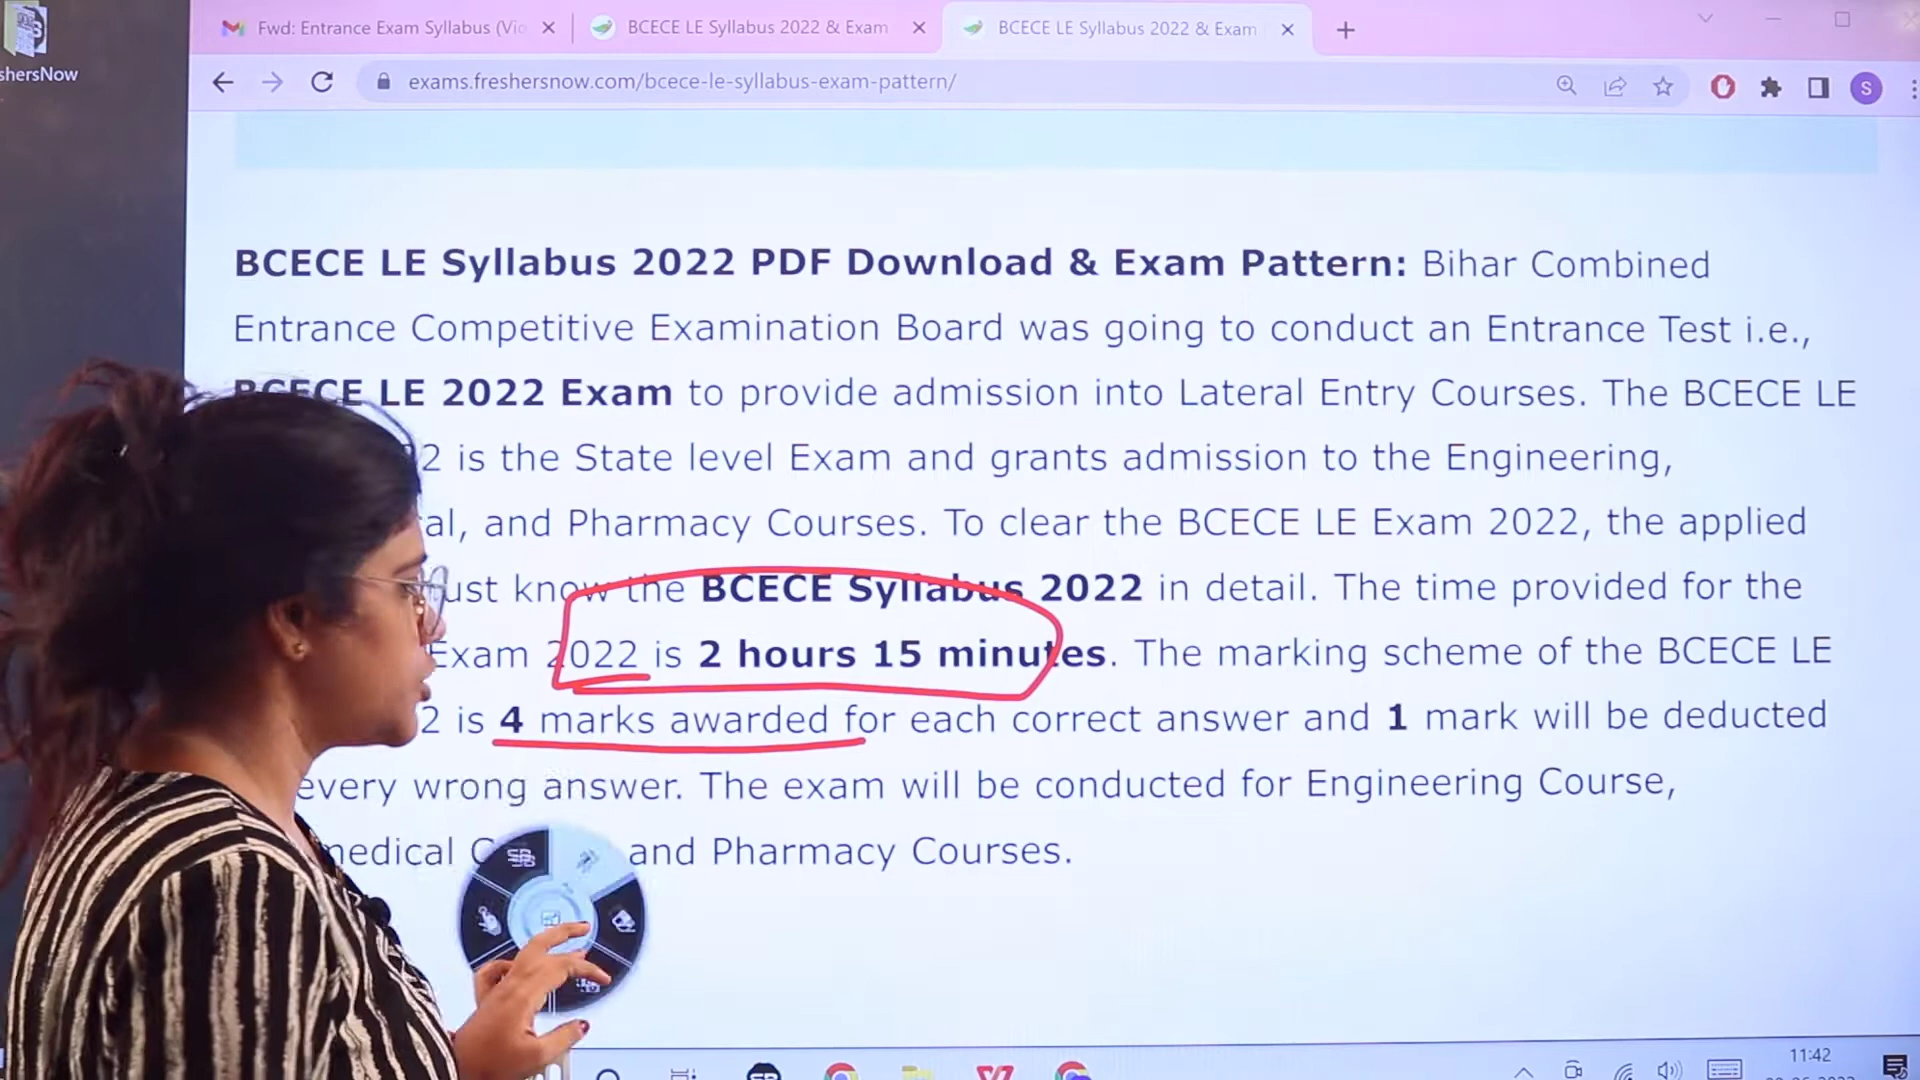 shersNow
Fwd: Entrance Exam Syllabus (Vio
BCECE LE Syllabus 2022 & Exam
BCECE LE Syllabus 2022 & Exam
exams.freshersnow.com/bcece-le-syllabus-exam-pattern/
S
BCECE LE Syllabus 2022 PDF Download & Exam Pattern: Bihar Combined
Entrance Competitive Examination Board was going to conduct an Entrance Test i.e.,
BCECE LE 2022 Exam to provide admission into Lateral Entry Courses. The BCECE LE
2 is the State level Exam and grants admission to the Engineering,
al, and Pharmacy Courses. To clear the BCECE LE Exam 2022, the applied
ust know the BCECE Syllabus 2022 in detail. The time provided for the
Exam 2022 is 2 hours 15 minutes. The marking scheme of the BCECE LE
2 is 4 marks awarded for each correct answer and 1 mark will be deducted
every wrong answer. The exam will be conducted for Engineering Course,
medical C and Pharmacy Courses.
SB
11:42